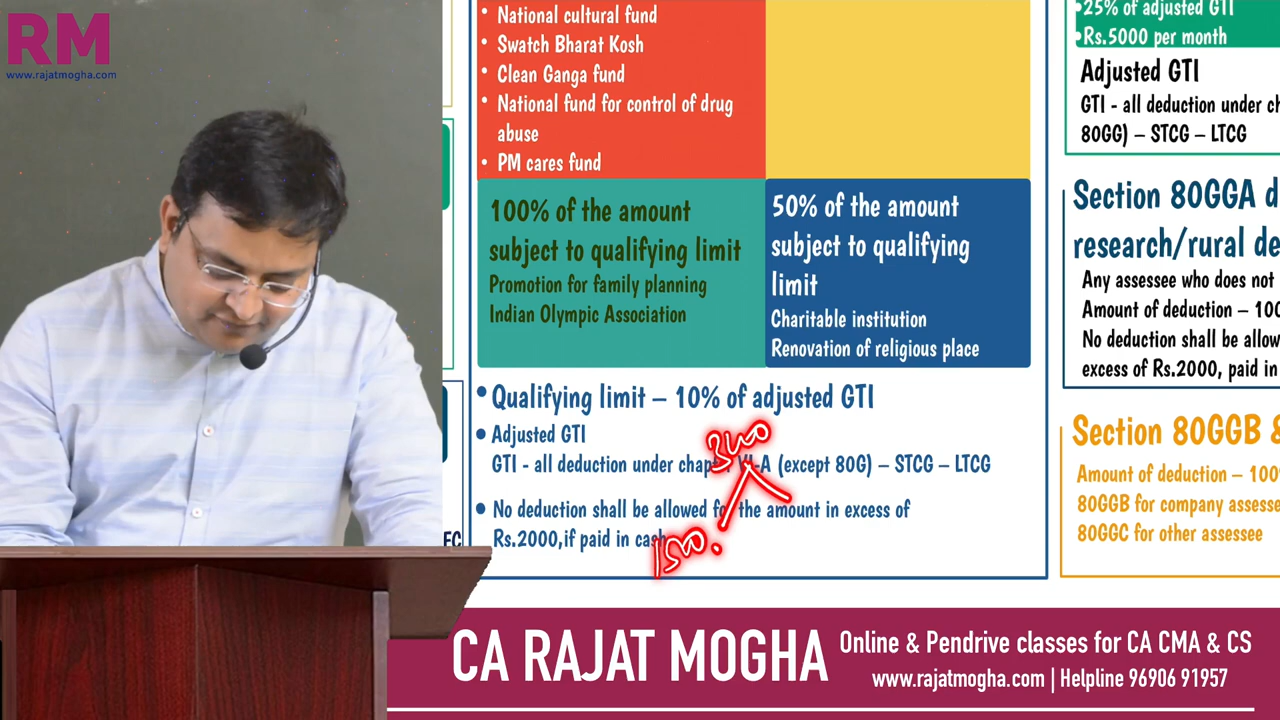 RM
www.rajatmogha.com
National cultural fund
Swatch Bharat Kosh
Clean Ganga fund
National fund for control of drug
abuse
PM cares fund
100% of the amount
subject to qualifying limit
Promotion for family planning
Indian Olympic Association
50% of the amount
subject to qualifying
limit
Charitable institution
Renovation of religious place
Qualifying limit – 10% of adjusted GTI
Adjusted GTI
GTI - all deduction under chap VI-A (except 80G) – STCG – LTCG
No deduction shall be allowed for the amount in excess of
Rs.2000,if paid in cash
340
150.
EC
25% of adjusted GTI
Rs.5000 per month
Adjusted GTI
GTI - all deduction under ch
80GG) – STCG – LTCG
Section 80GGA d
research/rural de
Any assessee who does not
Amount of deduction – 100
No deduction shall be allow
excess of Rs.2000, paid in
Section 80GGB &
Amount of deduction – 100
80GGB for company assesse
80GGC for other assessee
CA RAJAT MOGHA
Online & Pendrive classes for CA CMA & CS
www.rajatmogha.com | Helpline 96906 91957